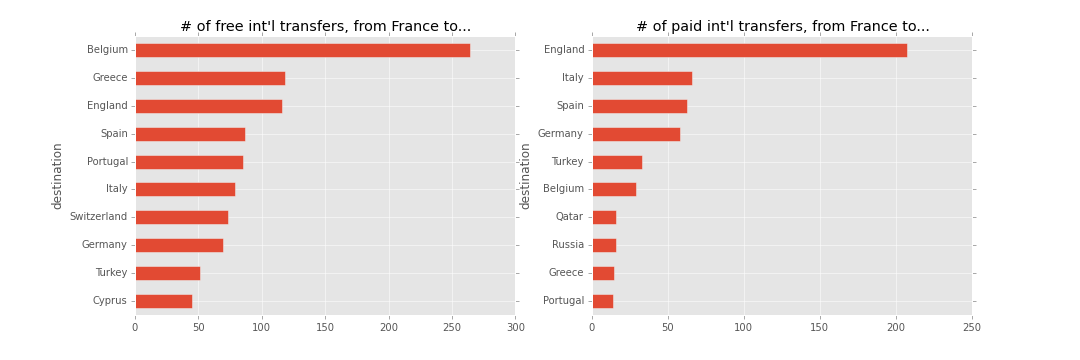 # of free int'l transfers, from France to...
destination
Belgium
Greece
England
Spain
Portugal
Italy
Switzerland
Germany
Turkey
Cyprus
0 50 100 150 200 250 300
# of paid int'l transfers, from France to...
destination
England
Italy
Spain
Germany
Turkey
Belgium
Qatar
Russia
Greece
Portugal
0 50 100 150 200 250